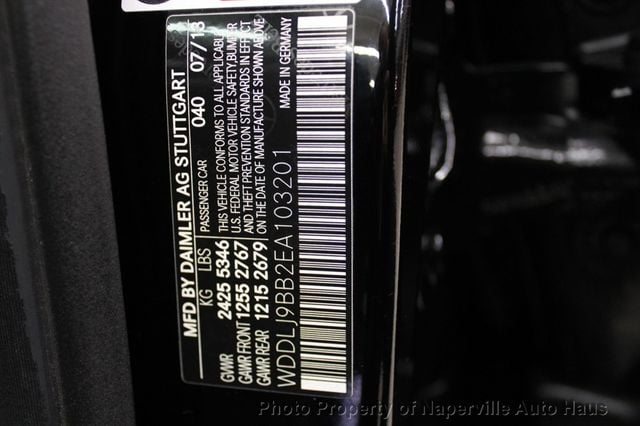 MFD BY DAIMLER AG STUTTGART
PASSENGER CAR 040 07/13
KG LBS
GVWR 2425 5346
GAWR FRONT 1255 2767
GAWR REAR 1215 2679
THIS VEHICLE CONFORMS TO ALL APPLICABLE
U.S. FEDERAL MOTOR VEHICLE SAFETY, BUMPER
AND THEFT PREVENTION STANDARDS IN EFFECT
ON THE DATE OF MANUFACTURE SHOWN ABOVE
WDDLJ9BB2EA103201
MADE IN GERMANY
Photo Property of Naperville Auto Haus